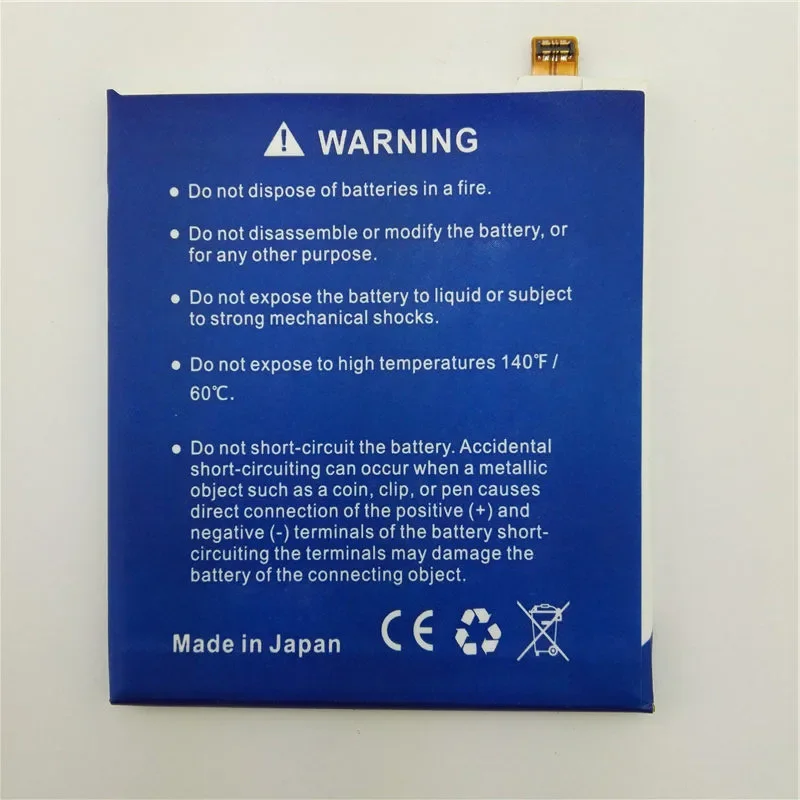 WARNING
● Do not dispose of batteries in a fire.
● Do not disassemble or modify the battery, or
for any other purpose.
● Do not expose the battery to liquid or subject
to strong mechanical shocks.
● Do not expose to high temperatures 140℉ /
60℃.
● Do not short-circuit the battery. Accidental
short-circuiting can occur when a metallic
object such as a coin, clip, or pen causes
direct connection of the positive (+) and
negative (-) terminals of the battery short-
circuiting the terminals may damage the
battery of the connecting object.
Made in Japan CE